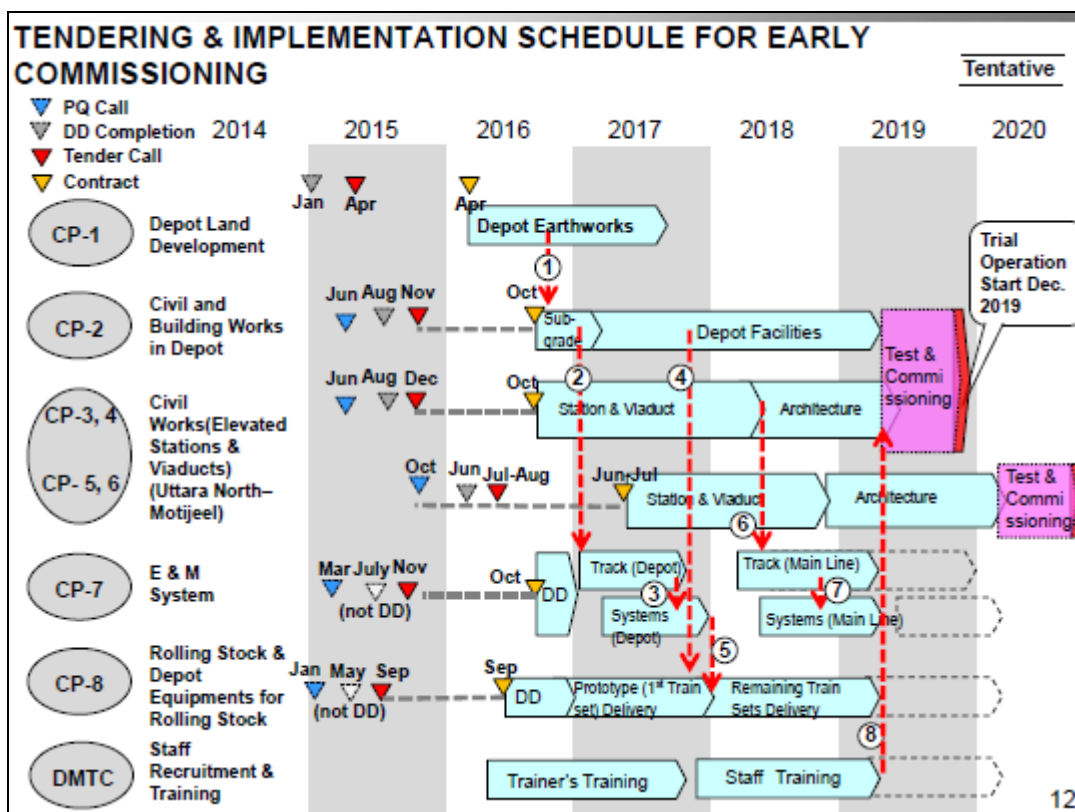 TENDERING & IMPLEMENTATION SCHEDULE FOR EARLY
COMMISSIONING
Tentative
PQ Call
DD Completion
Tender Call
Contract
2014 2015 2016 2017 2018 2019 2020
Jan Apr Apr
CP-1
Depot Land
Development
Depot Earthworks
1
Trial
Operation
Start Dec.
2019
CP-2
Civil and
Building Works
in Depot
Jun Aug Nov Oct
Sub-
grade
Depot Facilities
2
4
Test &
Commi
ssioning
CP-3, 4
CP- 5, 6
Civil
Works(Elevated
Stations &
Viaducts)
(Uttara North–
Motijeel)
Jun Aug Dec Oct
Station & Viaduct
Architecture
Oct Jun Jul-Aug Jun-Jul
Station & Viaduct
Architecture
Test &
Commi
ssioning
6
CP-7
E & M
System
Mar July Nov Oct
(not DD)
DD
Track (Depot)
Track (Main Line)
3
7
Systems
(Depot)
Systems (Main Line)
5
CP-8
Rolling Stock &
Depot
Equipments for
Rolling Stock
Jan May Sep Sep
(not DD)
DD
Prototype (1st Train
set) Delivery
Remaining Train
Sets Delivery
8
DMTC
Staff
Recruitment &
Training
Trainer's Training
Staff Training
12